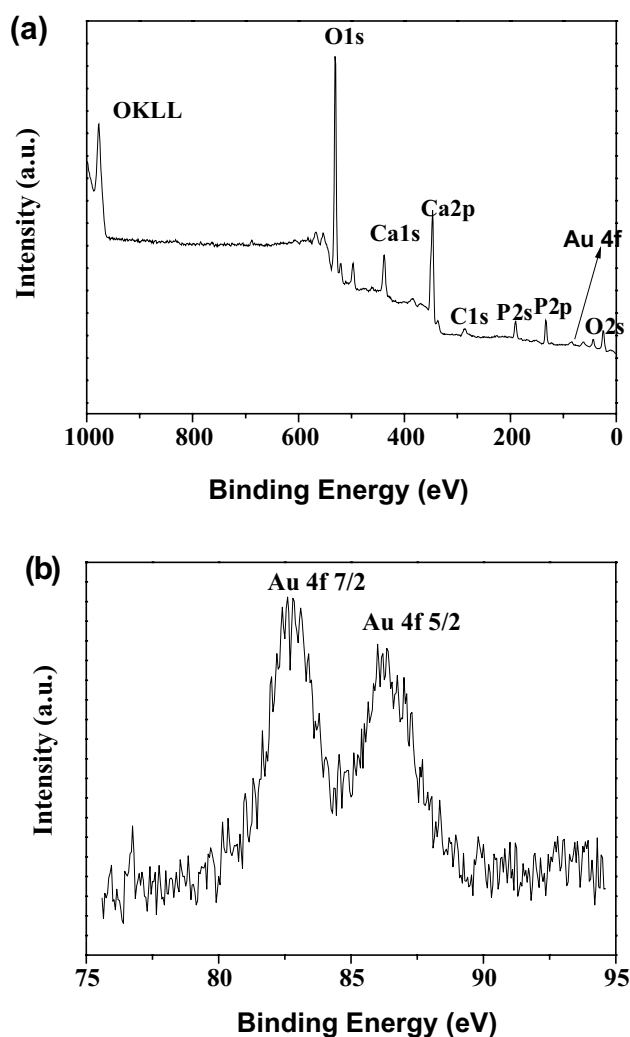 (a)
O1s
OKLL
Ca2p
Ca1s
Au 4f
C1s
P2s
P2p
O2s
Intensity (a.u.)
1000 800 600 400 200 0
Binding Energy (eV)
(b)
Au 4f 7/2
Au 4f 5/2
Intensity (a.u.)
75 80 85 90 95
Binding Energy (eV)